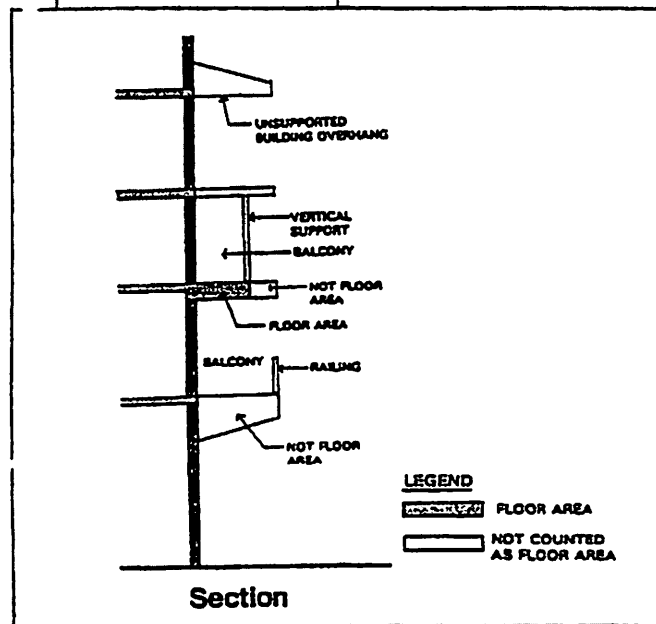 UNSUPPORTED
BUILDING OVERHANG
VERTICAL
SUPPORT
BALCONY
NOT FLOOR
AREA
FLOOR AREA
BALCONY
RAILING
NOT FLOOR
AREA
LEGEND
FLOOR AREA
NOT COUNTED
AS FLOOR AREA
Section